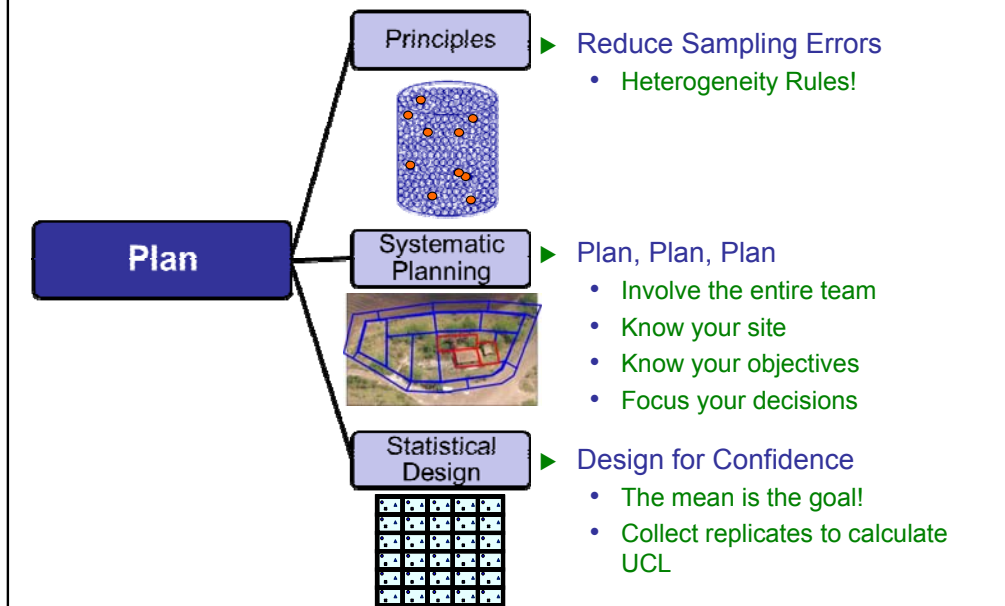 Principles
Reduce Sampling Errors
• Heterogeneity Rules!
Plan
Systematic
Planning
Plan, Plan, Plan
• Involve the entire team
• Know your site
• Know your objectives
• Focus your decisions
Statistical
Design
Design for Confidence
• The mean is the goal!
• Collect replicates to calculate
UCL